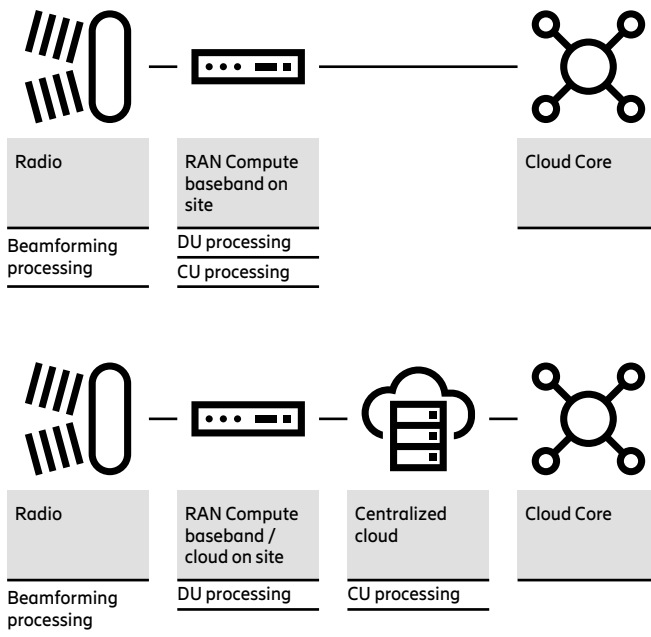 Radio
RAN Compute
baseband on
site
Cloud Core
Beamforming
processing
DU processing
CU processing
Radio
RAN Compute
baseband /
cloud on site
Centralized
cloud
Cloud Core
Beamforming
processing
DU processing
CU processing